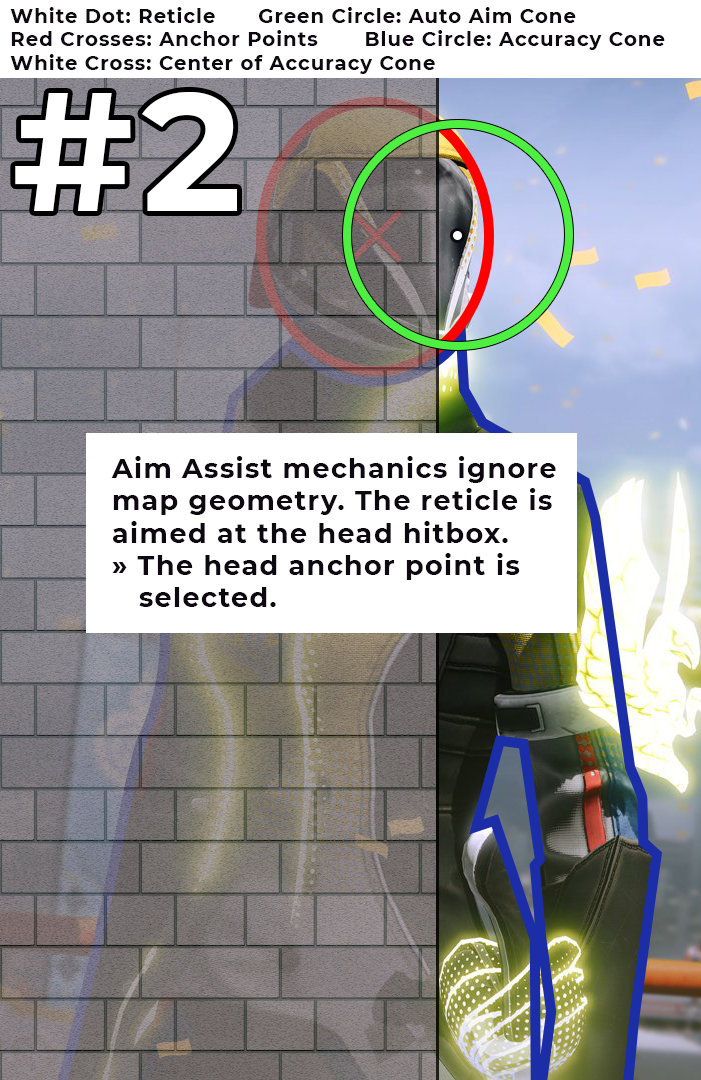 White Dot: Reticle Green Circle: Auto Aim Cone
Red Crosses: Anchor Points Blue Circle: Accuracy Cone
White Cross: Center of Accuracy Cone
#2
Aim Assist mechanics ignore
map geometry. The reticle is
aimed at the head hitbox.
» The head anchor point is
selected.